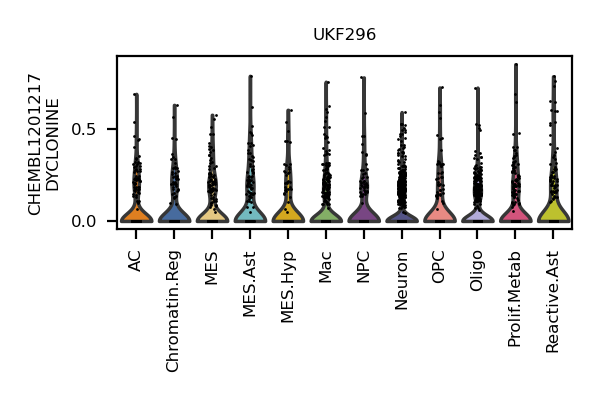 UKF296
CHEMBL1201217
DYCLONINE
0.5
0.0
AC
Chromatin.Reg
MES
MES.Ast
MES.Hyp
Mac
NPC
Neuron
OPC
Oligo
Prolif.Metab
Reactive.Ast